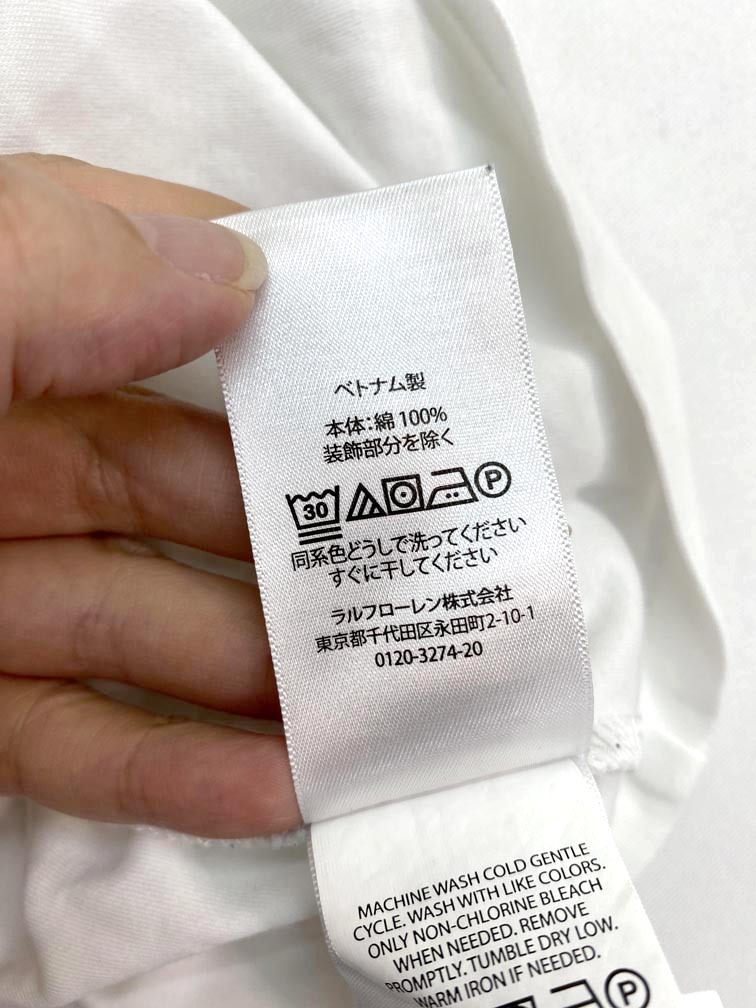 ベトナム製
本体:綿 100%
装飾部分を除く
30
P
同系色どうしで洗ってください
すぐに干してください
ラルフローレン株式会社
東京都千代田区永田町2-10-1
0120-3274-20
MACHINE WASH COLD GENTLE
CYCLE. WASH WITH LIKE COLORS.
ONLY NON-CHLORINE BLEACH
WHEN NEEDED. REMOVE
PROMPTLY. TUMBLE DRY LOW.
WARM IRON IF NEEDED.
P